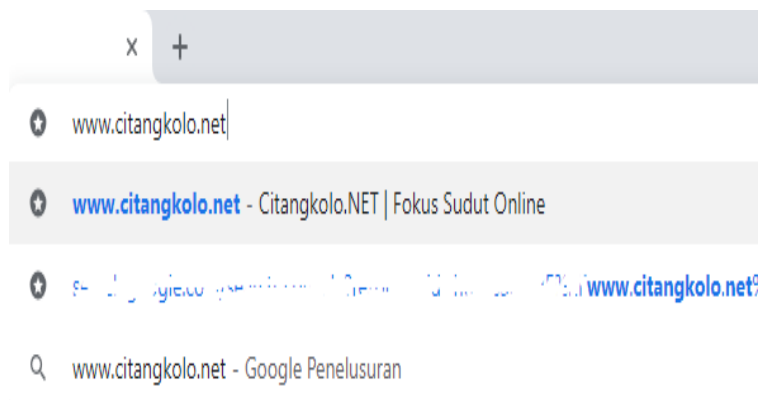 www.citangkolo.net
www.citangkolo.net - Citangkolo.NET | Fokus Sudut Online
www.citangkolo.net%
www.citangkolo.net - Google Penelusuran